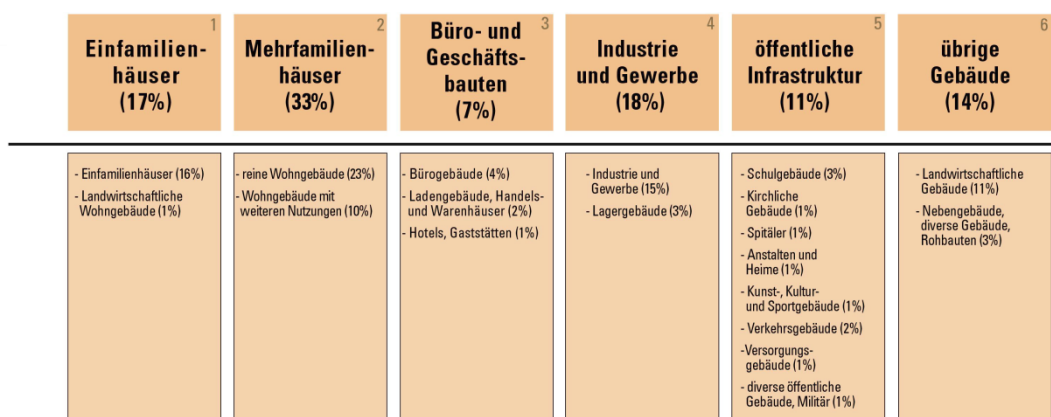 1
Einfamilien-
häuser
(17%)
2
Mehrfamilien-
häuser
(33%)
3
Büro- und
Geschäfts-
bauten
(7%)
4
Industrie
und Gewerbe
(18%)
5
öffentliche
Infrastruktur
(11%)
6
übrige
Gebäude
(14%)
- Einfamilienhäuser (16%)
- Landwirtschaftliche
Wohngebäude (1%)
- reine Wohngebäude (23%)
- Wohngebäude mit
weiteren Nutzungen (10%)
- Bürogebäude (4%)
- Ladengebäude, Handels-
und Warenhäuser (2%)
- Hotels, Gaststätten (1%)
- Industrie und
Gewerbe (15%)
- Lagergebäude (3%)
- Schulgebäude (3%)
- Kirchliche
Gebäude (1%)
- Spitäler (1%)
- Anstalten und
Heime (1%)
- Kunst-, Kultur-
und Sportgebäude (1%)
- Verkehrsgebäude (2%)
-Versorgungs-
gebäude (1%)
- diverse öffentliche
Gebäude, Militär (1%)
- Landwirtschaftliche
Gebäude (11%)
- Nebengebäude,
diverse Gebäude,
Rohbauten (3%)